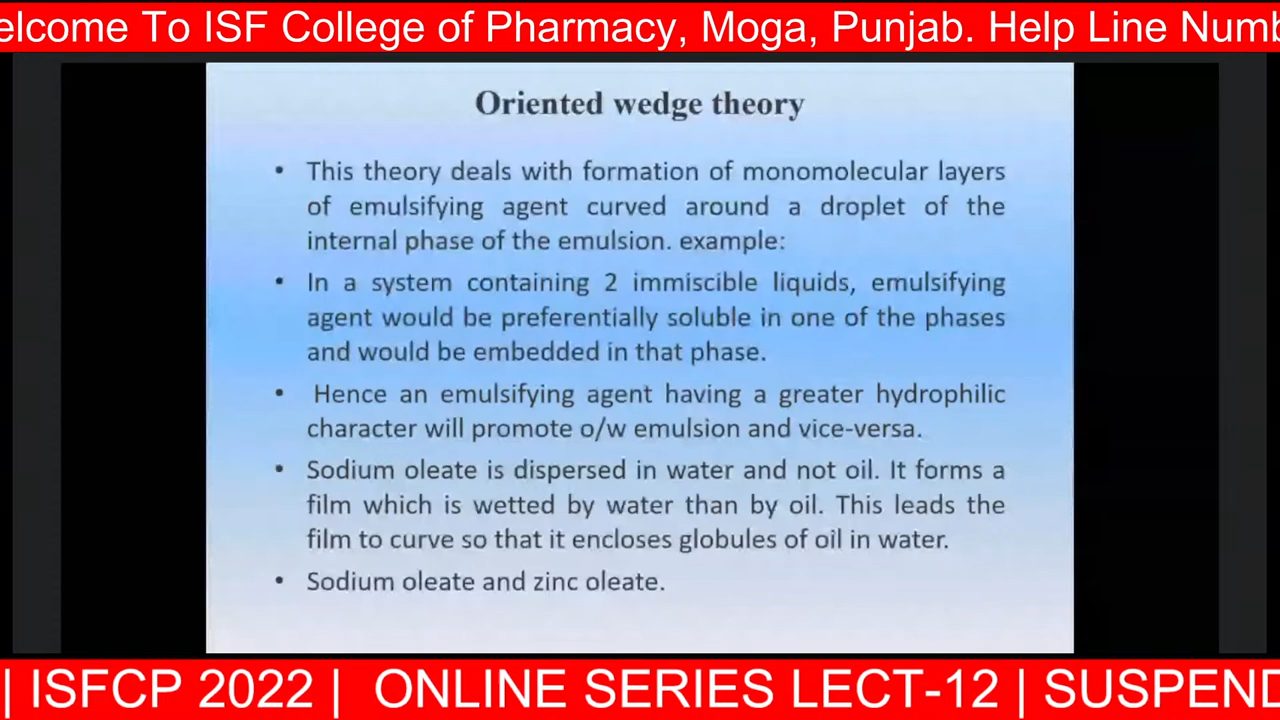 elcome To ISF College of Pharmacy, Moga, Punjab. Help Line Numb
Oriented wedge theory
• This theory deals with formation of monomolecular layers
of emulsifying agent curved around a droplet of the
internal phase of the emulsion. example:
• In a system containing 2 immiscible liquids, emulsifying
agent would be preferentially soluble in one of the phases
and would be embedded in that phase.
• Hence an emulsifying agent having a greater hydrophilic
character will promote o/w emulsion and vice-versa.
• Sodium oleate is dispersed in water and not oil. It forms a
film which is wetted by water than by oil. This leads the
film to curve so that it encloses globules of oil in water.
• Sodium oleate and zinc oleate.
| ISFCP 2022 | ONLINE SERIES LECT-12 | SUSPEND